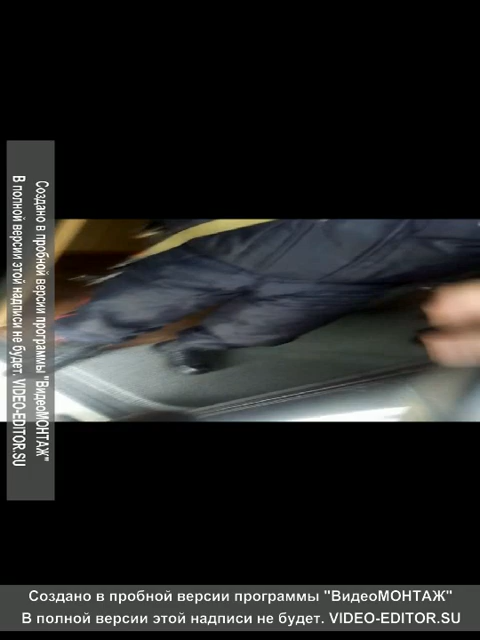 Создано в пробной версии программы "ВидеоМОНТАЖ"
В полной версии этой надписи не будет. VIDEO-EDITOR.SU
Создано в пробной версии программы "ВидеоМОНТАЖ"
В полной версии этой надписи не будет. VIDEO-EDITOR.SU